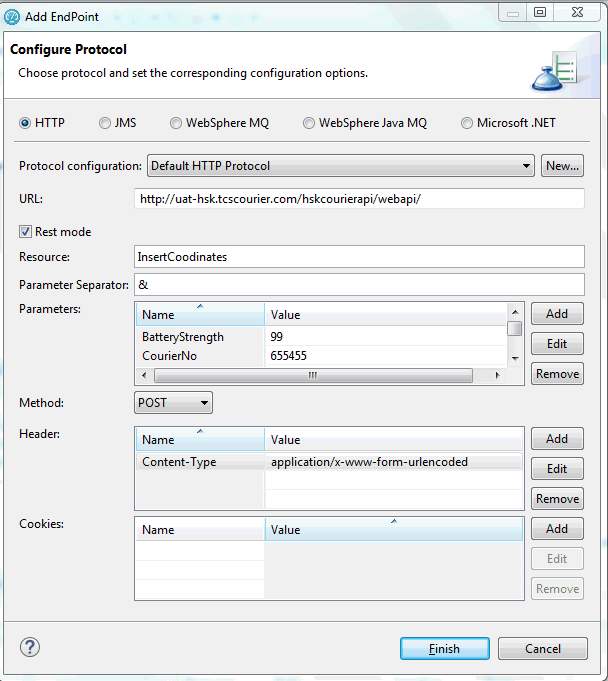 Add EndPoint
Configure Protocol
Choose protocol and set the corresponding configuration options.
HTTP JMS WebSphere MQ WebSphere Java MQ Microsoft .NET
Protocol configuration: Default HTTP Protocol New...
URL: http://uat-hsk.tcscourier.com/hskcourierapi/webapi/
Rest mode
Resource: InsertCoodinates
Parameter Separator: &
Parameters: Name Value Add
BatteryStrength 99 Edit
CourierNo 655455
Remove
Method: POST
Header: Name Value Add
Content-Type application/x-www-form-urlencoded Edit
Remove
Cookies: Name Value Add
Edit
Remove
? Finish Cancel